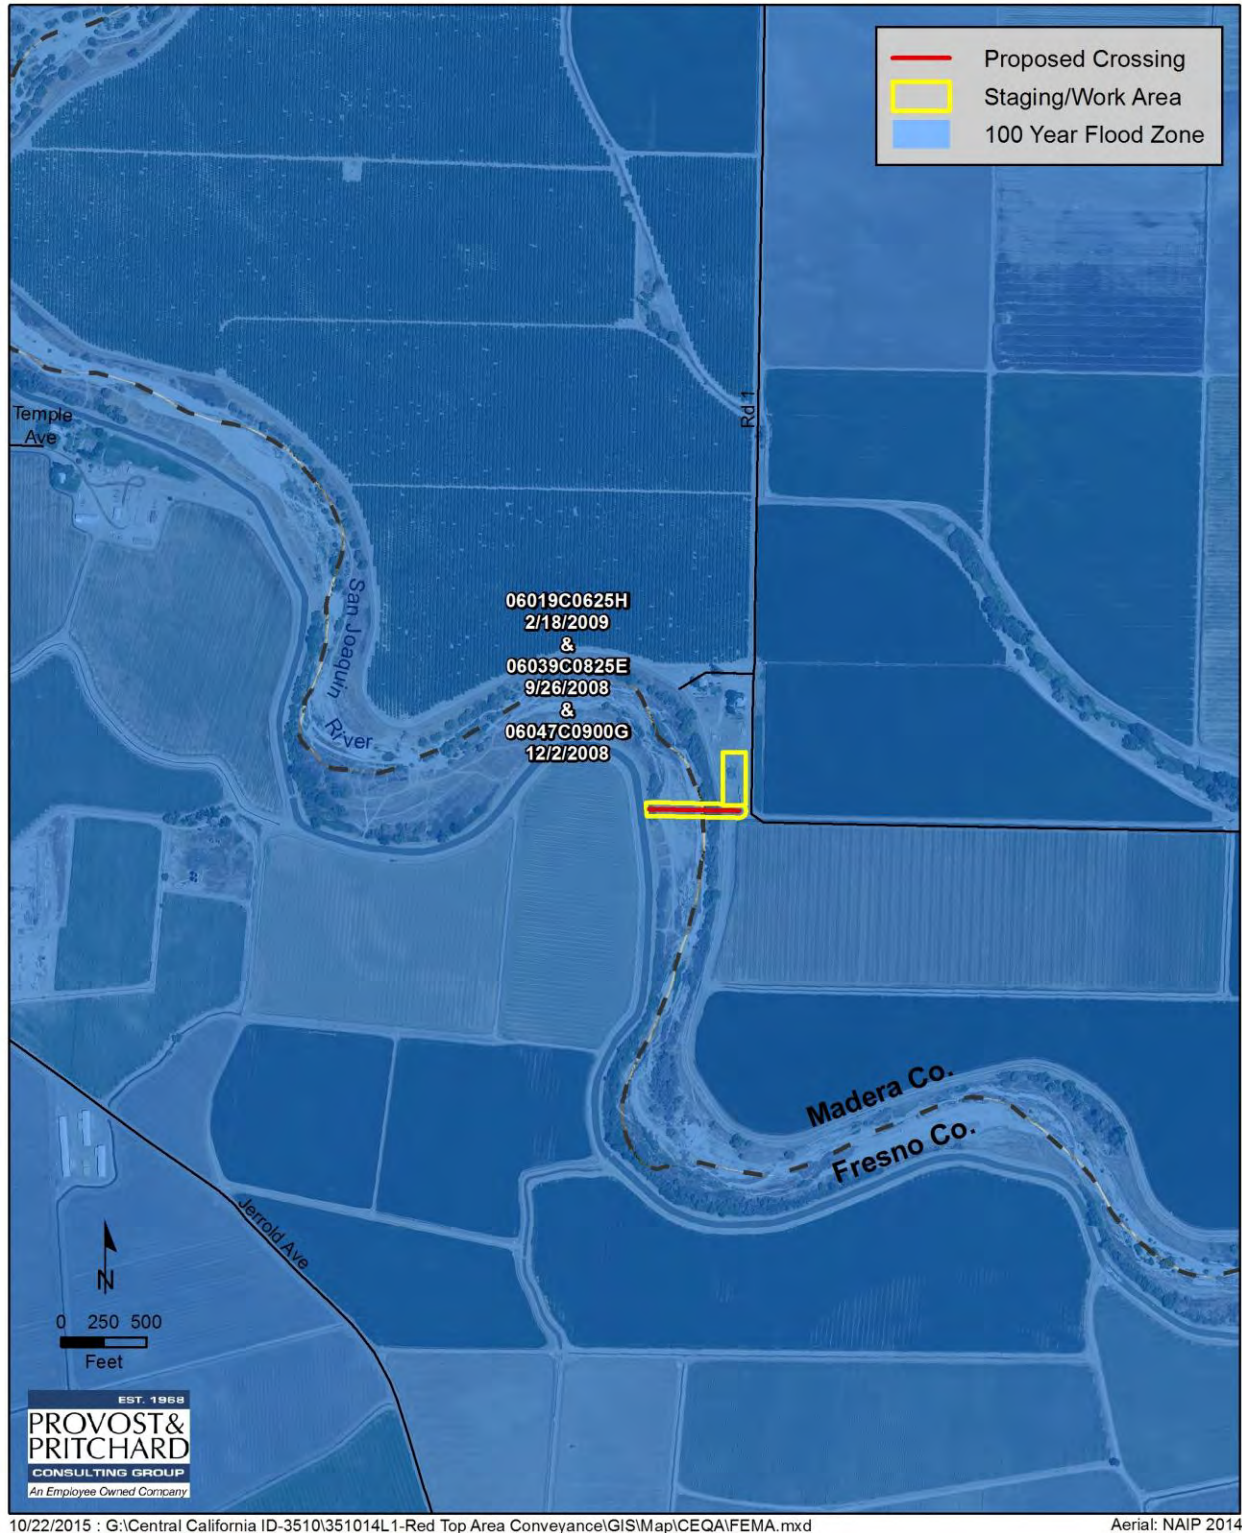 Proposed Crossing
Staging/Work Area
100 Year Flood Zone
Temple
Ave
Rd 1
San Joaquin
River
06019C0625H
2/18/2009
&
06039C0825E
9/26/2008
&
06047C0900G
12/2/2008
Madera Co.
Fresno Co.
Jerrold Ave
N
0 250 500
Feet
EST. 1968
PROVOST&
PRITCHARD
CONSULTING GROUP
An Employee Owned Company
10/22/2015 : G:\Central California ID-3510\351014L1-Red Top Area Conveyance\GIS\Map\CEQA\FEMA.mxd
Aerial: NAIP 2014